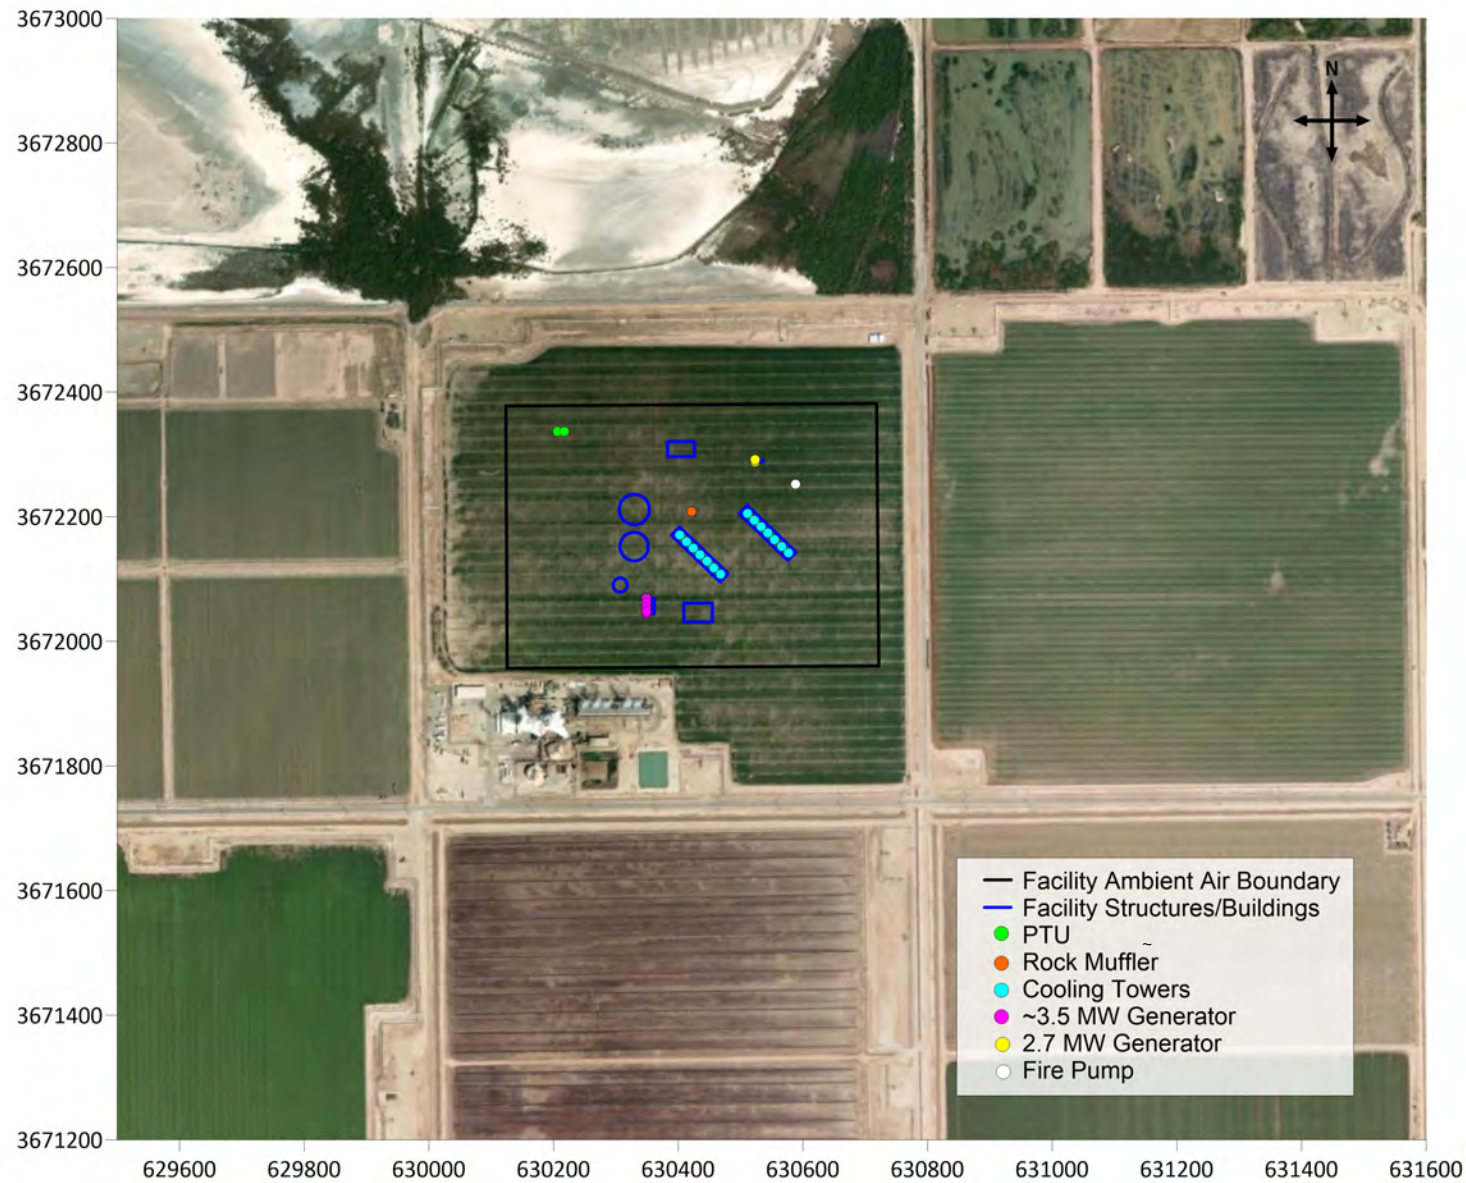 3673000
N
3672800
3672600
3672400
3672200
3672000
3671800
3671600
Facility Ambient Air Boundary
Facility Structures/Buildings
PTU
~
Rock Muffler
Cooling Towers
~3.5 MW Generator
2.7 MW Generator
Fire Pump
3671400
3671200
629600 629800 630000 630200 630400 630600 630800 631000 631200 631400 631600